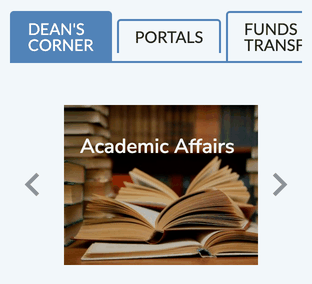 DEAN'S
CORNER
PORTALS
FUNDS
TRANSF
Academic Affairs